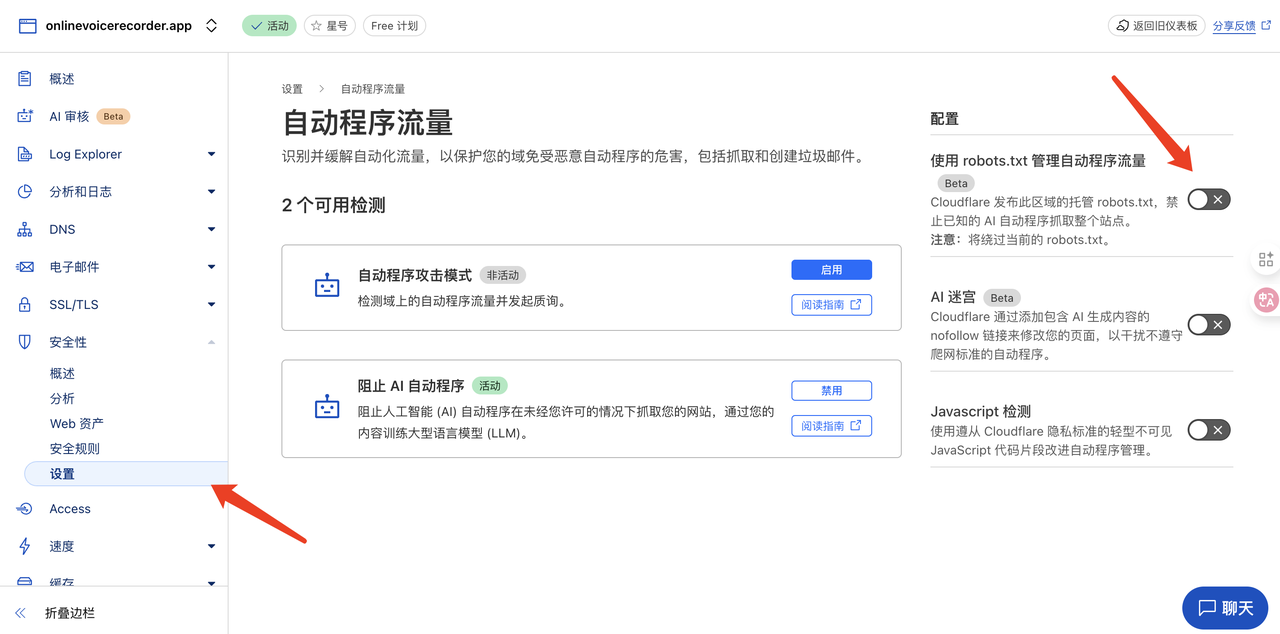 onlinevoicerecorder.app
活动
星号
Free 计划
返回旧仪表板
分享反馈
概述
AI 审核 Beta
Log Explorer
分析和日志
DNS
电子邮件
SSL/TLS
安全性
概述
分析
Web 资产
安全规则
设置
Access
速度
缓存
折叠边栏
设置 > 自动程序流量
自动程序流量
识别并缓解自动化流量，以保护您的域免受恶意自动程序的危害，包括抓取和创建垃圾邮件。
2 个可用检测
自动程序攻击模式 非活动
检测域上的自动程序流量并发起质询。
启用
阅读指南
阻止 AI 自动程序 活动
阻止人工智能 (AI) 自动程序在未经您许可的情况下抓取您的网站，通过您的
内容训练大型语言模型 (LLM)。
禁用
阅读指南
配置
使用 robots.txt 管理自动程序流量
Beta
Cloudflare 发布此区域的托管 robots.txt，禁
止已知的 AI 自动程序抓取整个站点。
注意：将绕过当前的 robots.txt。
AI 迷宫 Beta
Cloudflare 通过添加包含 AI 生成内容的
nofollow 链接来修改您的页面，以干扰不遵守
爬网标准的自动程序。
Javascript 检测
使用遵从 Cloudflare 隐私标准的轻型不可见
JavaScript 代码片段改进自动程序管理。
聊天